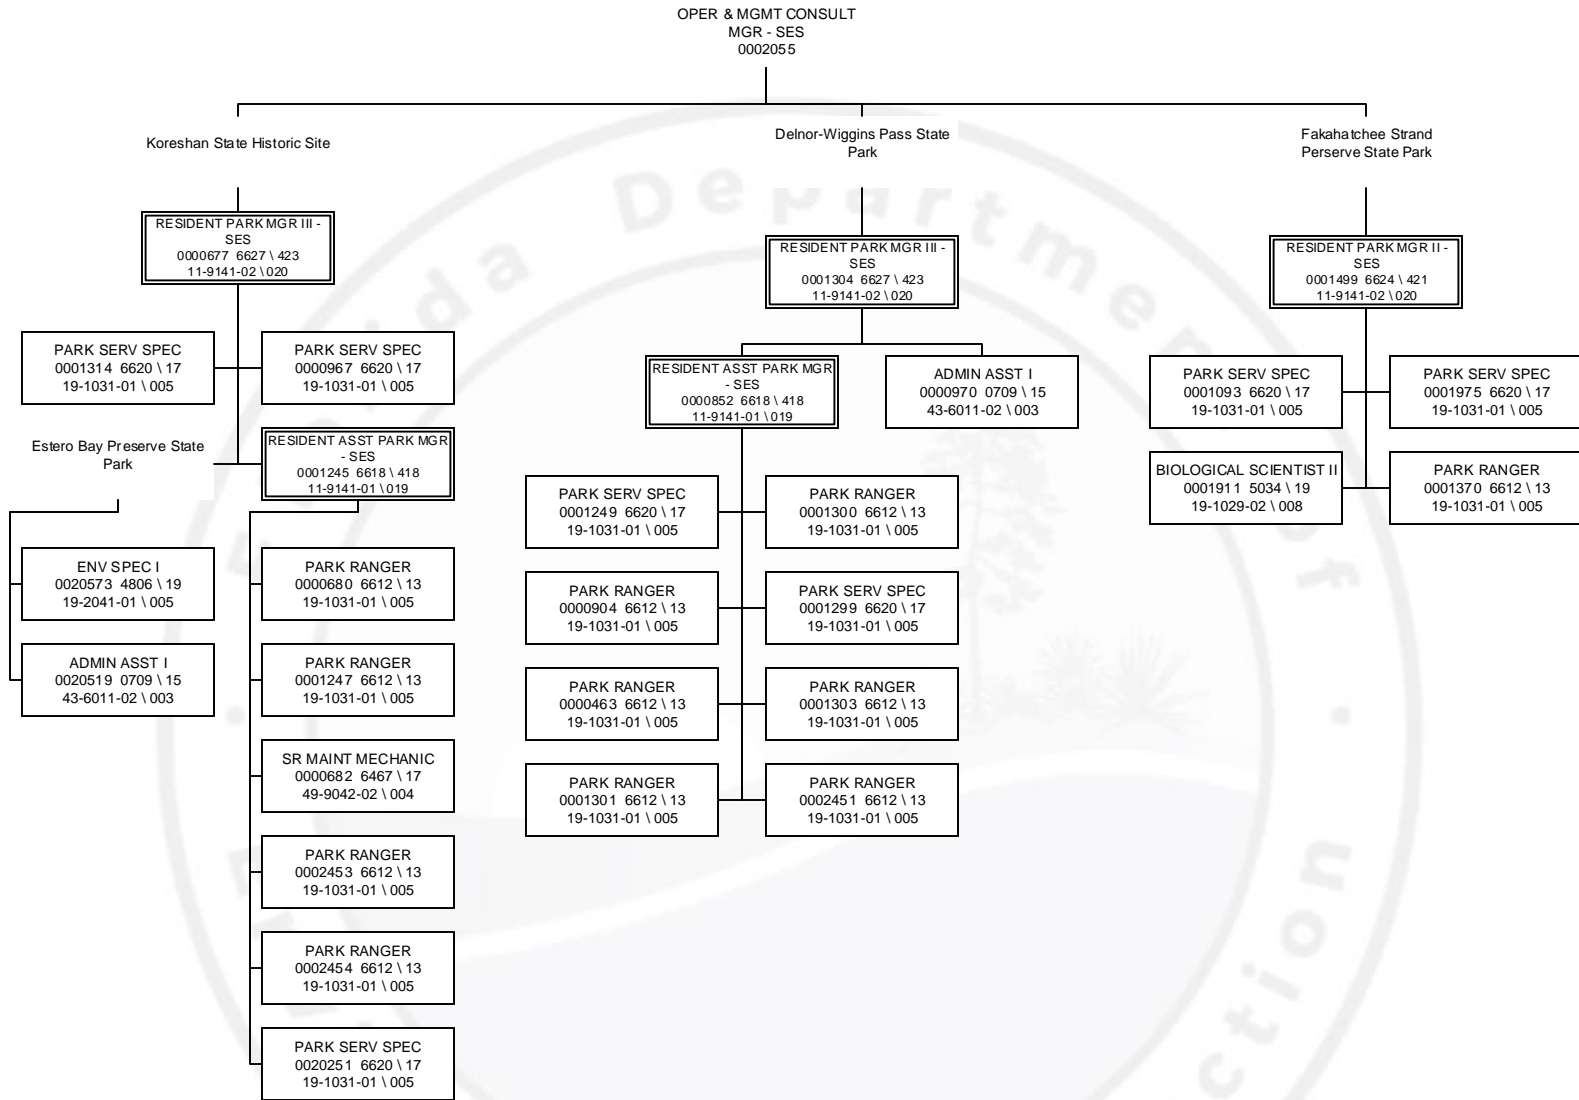 OPER & MGMT CONSULT
MGR - SES
0002055
Koreshan State Historic Site
Delnor-Wiggins Pass State
Park
Fakahatchee Strand
Perserve State Park
RESIDENT PARK MGR III -
SES
0000677 6627 \ 423
11-9141-02 \ 020
RESIDENT PARK MGR III -
SES
0001304 6627 \ 423
11-9141-02 \ 020
RESIDENT PARK MGR II -
SES
0001499 6624 \ 421
11-9141-02 \ 020
PARK SERV SPEC
0001314 6620 \ 17
19-1031-01 \ 005
PARK SERV SPEC
0000967 6620 \ 17
19-1031-01 \ 005
RESIDENT ASST PARK MGR
- SES
0000852 6618 \ 418
11-9141-01 \ 019
ADMIN ASST I
0000970 0709 \ 15
43-6011-02 \ 003
PARK SERV SPEC
0001093 6620 \ 17
19-1031-01 \ 005
PARK SERV SPEC
0001975 6620 \ 17
19-1031-01 \ 005
Estero Bay Preserve State
Park
RESIDENT ASST PARK MGR
- SES
0001245 6618 \ 418
11-9141-01 \ 019
BIOLOGICAL SCIENTIST II
0001911 5034 \ 19
19-1029-02 \ 008
PARK RANGER
0001370 6612 \ 13
19-1031-01 \ 005
PARK SERV SPEC
0001249 6620 \ 17
19-1031-01 \ 005
PARK RANGER
0001300 6612 \ 13
19-1031-01 \ 005
ENV SPEC I
0020573 4806 \ 19
19-2041-01 \ 005
PARK RANGER
0000680 6612 \ 13
19-1031-01 \ 005
PARK RANGER
0000904 6612 \ 13
19-1031-01 \ 005
PARK SERV SPEC
0001299 6620 \ 17
19-1031-01 \ 005
ADMIN ASST I
0020519 0709 \ 15
43-6011-02 \ 003
PARK RANGER
0001247 6612 \ 13
19-1031-01 \ 005
PARK RANGER
0000463 6612 \ 13
19-1031-01 \ 005
PARK RANGER
0001303 6612 \ 13
19-1031-01 \ 005
SR MAINT MECHANIC
0000682 6467 \ 17
49-9042-02 \ 004
PARK RANGER
0001301 6612 \ 13
19-1031-01 \ 005
PARK RANGER
0002451 6612 \ 13
19-1031-01 \ 005
PARK RANGER
0002453 6612 \ 13
19-1031-01 \ 005
PARK RANGER
0002454 6612 \ 13
19-1031-01 \ 005
PARK SERV SPEC
0020251 6620 \ 17
19-1031-01 \ 005
Department of